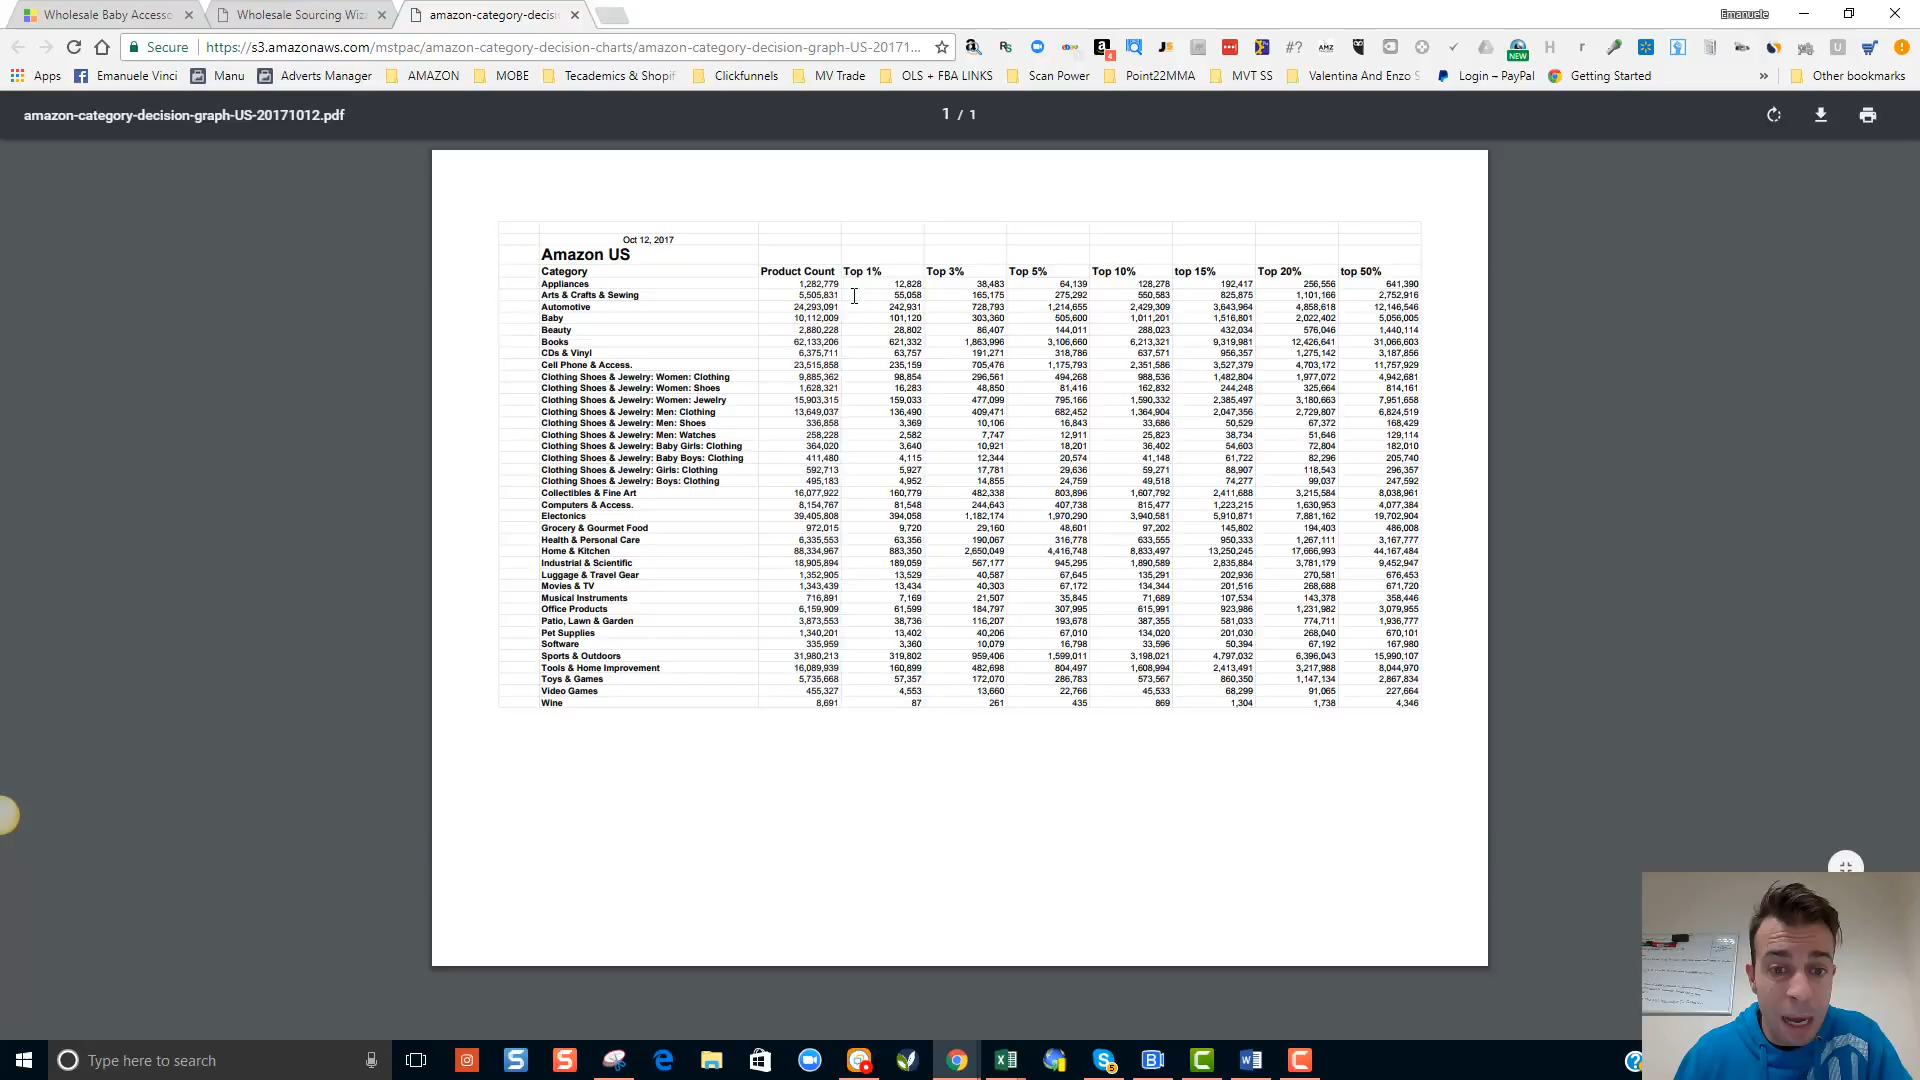 Wholesale Baby Accesso
Wholesale Sourcing Wiz
amazon-category-decisi
Emanuele
Secure
https://s3.amazonaws.com/mstpac/amazon-category-decision-charts/amazon-category-decision-graph-US-20171...
Apps Emanuele Vinci Manu Adverts Manager AMAZON MOBE Tecademics & Shopif Clickfunnels MV Trade OLS + FBA LINKS Scan Power Point22MMA MVT SS Valentina And Enzo S Login – PayPal Getting Started » Other bookmarks
amazon-category-decision-graph-US-20171012.pdf 1 / 1
Oct 12, 2017
Amazon US
Category Product Count Top 1% Top 3% Top 5% Top 10% top 15% Top 20% top 50%
Appliances 1,282,779 12,828 38,483 64,139 128,278 192,417 256,556 641,390
Arts & Crafts & Sewing 5,505,831 55,058 165,175 275,292 550,583 825,875 1,101,166 2,752,916
Automotive 24,293,091 242,931 728,793 1,214,655 2,429,309 3,643,964 4,858,618 12,146,546
Baby 10,112,009 101,120 303,360 505,600 1,011,201 1,516,801 2,022,402 5,056,005
Beauty 2,880,228 28,802 86,407 144,011 288,023 432,034 576,046 1,440,114
Books 62,133,206 621,332 1,863,996 3,106,660 6,213,321 9,319,981 12,426,641 31,066,603
CDs & Vinyl 6,375,711 63,757 191,271 318,786 637,571 956,357 1,275,142 3,187,856
Cell Phone & Access. 23,515,858 235,159 705,476 1,175,793 2,351,586 3,527,379 4,703,172 11,757,929
Clothing Shoes & Jewelry: Women: Clothing 9,885,362 98,854 296,561 494,268 988,536 1,482,804 1,977,072 4,942,681
Clothing Shoes & Jewelry: Women: Shoes 1,628,321 16,283 48,850 81,416 162,832 244,248 325,664 814,161
Clothing Shoes & Jewelry: Women: Jewelry 15,903,315 159,033 477,099 795,166 1,590,332 2,385,497 3,180,663 7,951,658
Clothing Shoes & Jewelry: Men: Clothing 13,649,037 136,490 409,471 682,452 1,364,904 2,047,356 2,729,807 6,824,519
Clothing Shoes & Jewelry: Men: Shoes 336,858 3,369 10,106 16,843 33,686 50,529 67,372 168,429
Clothing Shoes & Jewelry: Men: Watches 258,228 2,582 7,747 12,911 25,823 38,734 51,646 129,114
Clothing Shoes & Jewelry: Baby Girls: Clothing 364,020 3,640 10,921 18,201 36,402 54,603 72,804 182,010
Clothing Shoes & Jewelry: Baby Boys: Clothing 411,480 4,115 12,344 20,574 41,148 61,722 82,296 205,740
Clothing Shoes & Jewelry: Girls: Clothing 592,713 5,927 17,781 29,636 59,271 88,907 118,543 296,357
Clothing Shoes & Jewelry: Boys: Clothing 495,183 4,952 14,855 24,759 49,518 74,277 99,037 247,592
Collectibles & Fine Art 16,077,922 160,779 482,338 803,896 1,607,792 2,411,688 3,215,584 8,038,961
Computers & Access. 8,154,767 81,548 244,643 407,738 815,477 1,223,215 1,630,953 4,077,384
Electonics 39,405,808 394,058 1,182,174 1,970,290 3,940,581 5,910,871 7,881,162 19,702,904
Grocery & Gourmet Food 972,015 9,720 29,160 48,601 97,202 145,802 194,403 486,008
Health & Personal Care 6,335,553 63,356 190,067 316,778 633,555 950,333 1,267,111 3,167,777
Home & Kitchen 88,334,967 883,350 2,650,049 4,416,748 8,833,497 13,250,245 17,666,993 44,167,484
Industrial & Scientific 18,905,894 189,059 567,177 945,295 1,890,589 2,835,884 3,781,179 9,452,947
Luggage & Travel Gear 1,352,905 13,529 40,587 67,645 135,291 202,936 270,581 676,453
Movies & TV 1,343,439 13,434 40,303 67,172 134,344 201,516 268,688 671,720
Musical Instruments 716,891 7,169 21,507 35,845 71,689 107,534 143,378 358,446
Office Products 6,159,909 61,599 184,797 307,995 615,991 923,986 1,231,982 3,079,955
Patio, Lawn & Garden 3,873,553 38,736 116,207 193,678 387,355 581,033 774,711 1,936,777
Pet Supplies 1,340,201 13,402 40,206 67,010 134,020 201,030 268,040 670,101
Software 335,959 3,360 10,079 16,798 33,596 50,394 67,192 167,980
Sports & Outdoors 31,980,213 319,802 959,406 1,599,011 3,198,021 4,797,032 6,396,043 15,990,107
Tools & Home Improvement 16,089,939 160,899 482,698 804,497 1,608,994 2,413,491 3,217,988 8,044,970
Toys & Games 5,735,668 57,357 172,070 286,783 573,567 860,350 1,147,134 2,867,834
Video Games 455,327 4,553 13,660 22,766 45,533 68,299 91,065 227,664
Wine 8,691 87 261 435 869 1,304 1,738 4,346
Type here to search